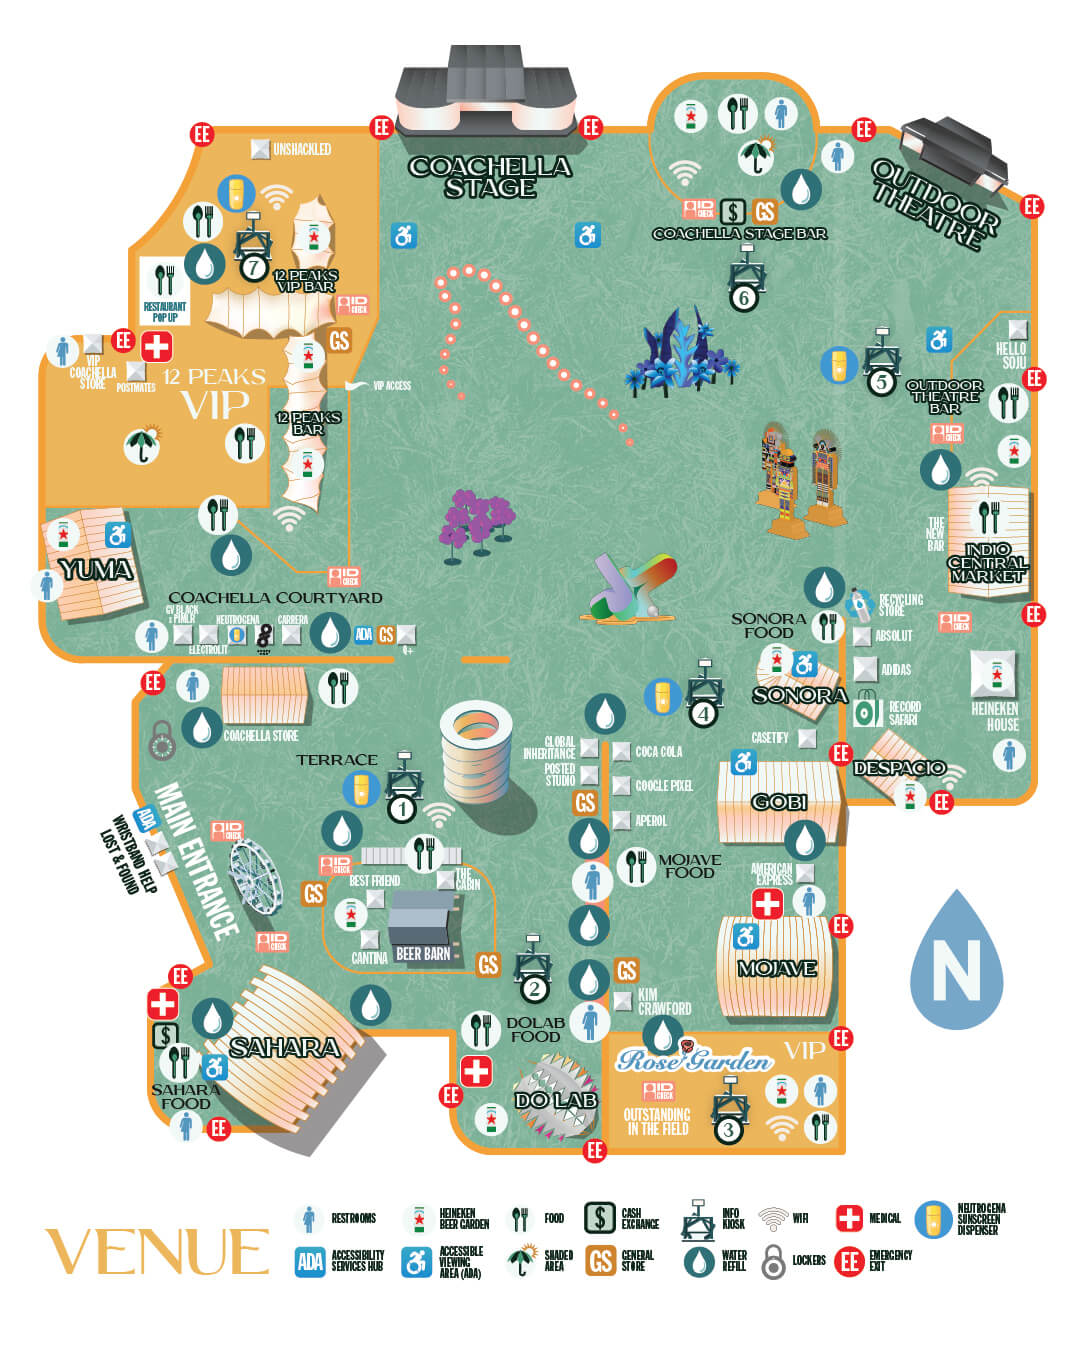 EE
EE
EE
EE
UNSHACKLED
COACHELLA
STAGE
OUTDOOR
THEATRE
ID
CHECK
$
GS
COACHELLA STAGE BAR
EE
7
12 PEAKS
VIP BAR
6
RESTAURANT
POP UP
ID
CHECK
GS
EE
VIP
COACHELLA
STORE
POSTMATES
12 PEAKS
VIP
VIP ACCESS
12 PEAKS
BAR
HELLO
SOJU
EE
5
OUTDOOR
THEATRE
BAR
ID
CHECK
THE
NEW
BAR
INDIO
CENTRAL
MARKET
YUMA
ID
CHECK
COACHELLA COURTYARD
GV BLACK
x PMLR
NEUTROGENA
CARRERA
ELECTROLIT
ADA
GS
8+
SONORA
FOOD
RECYCLING
STORE
ABSOLUT
ID
CHECK
EE
ADIDAS
SONORA
RECORD
SAFARI
HEINEKEN
HOUSE
EE
COACHELLA STORE
4
CASETIFY
EE
DESPACIO
EE
TERRACE
GLOBAL
INHERITANCE
COCA COLA
POSTED
STUDIO
GOOGLE PIXEL
GS
APEROL
GOBI
1
MAIN ENTRANCE
ADA
WRISTBAND HELP
LOST & FOUND
ID
CHECK
ID
CHECK
BEST FRIEND
THE
CABIN
GS
CANTINA
BEER BARN
GS
ID
CHECK
MOJAVE
FOOD
AMERICAN
EXPRESS
EE
MOJAVE
N
2
GS
KIM
CRAWFORD
EE
$
SAHARA
SAHARA
FOOD
EE
DOLAB
FOOD
EE
DO LAB
EE
Rose Garden
VIP
EE
ID
CHECK
OUTSTANDING
IN THE FIELD
3
VENUE
RESTROOMS
HEINEKEN
BEER GARDEN
FOOD
$
CASH
EXCHANGE
INFO
KIOSK
WIFI
MEDICAL
NEUTROGENA
SUNSCREEN
DISPENSER
ADA
ACCESSIBILITY
SERVICES HUB
ACCESSIBLE
VIEWING
AREA (ADA)
SHADED
AREA
GS
GENERAL
STORE
WATER
REFILL
LOCKERS
EE
EMERGENCY
EXIT